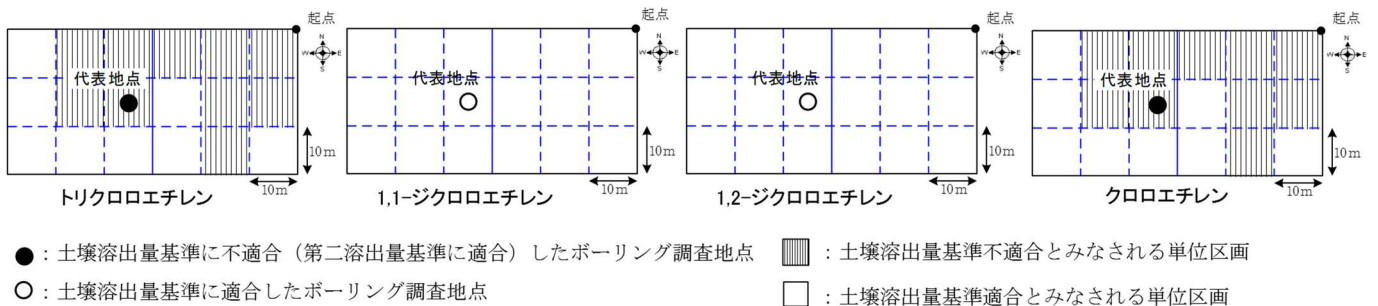 起点
N
W E
S
代表地点
10m
10m
トリクロロエチレン
起点
N
W E
S
代表地点
10m
10m
1,1-ジクロロエチレン
起点
N
W E
S
代表地点
10m
10m
1,2-ジクロロエチレン
起点
N
W E
S
代表地点
10m
10m
クロロエチレン
●：土壌溶出量基準に不適合（第二溶出量基準に適合）したボーリング調査地点
：土壌溶出量基準不適合とみなされる単位区画
○：土壌溶出量基準に適合したボーリング調査地点
：土壌溶出量基準適合とみなされる単位区画